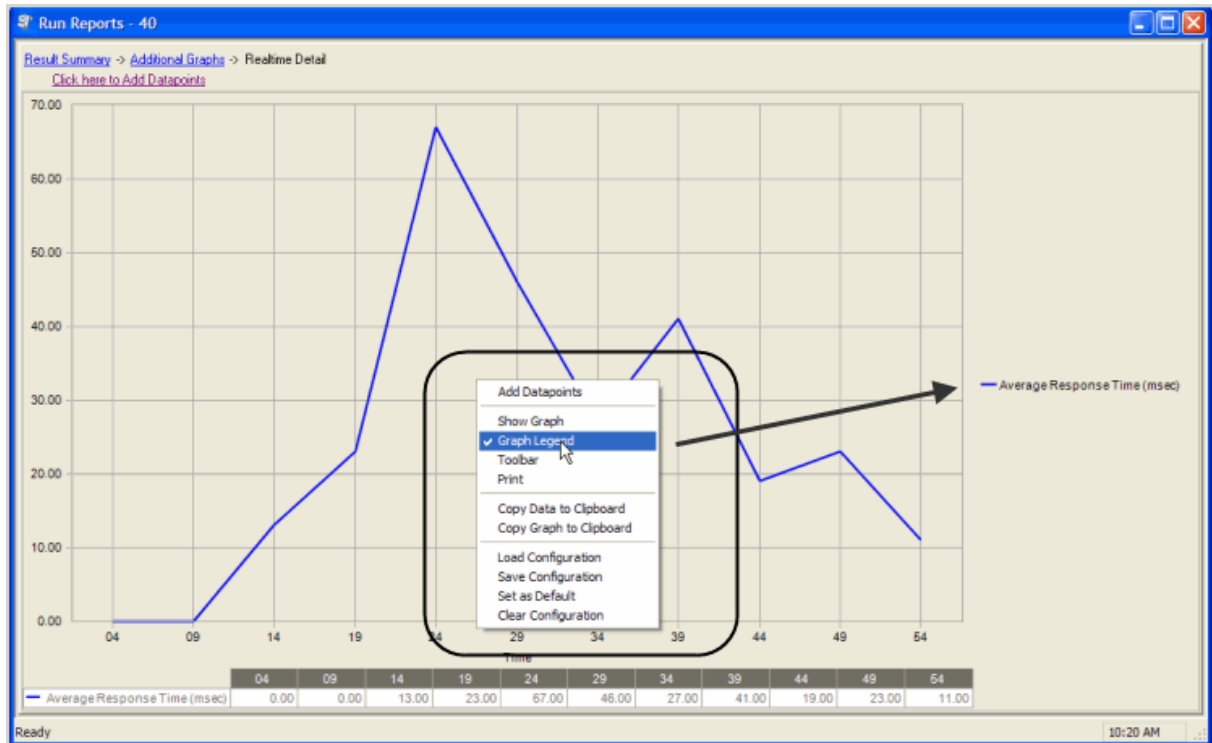 Run Reports - 40
Result Summary -> Additional Graphs -> Realtime Detail
Click here to Add Datapoints
70.00
60.00
50.00
40.00
30.00
20.00
10.00
0.00
Add Datapoints
Show Graph
Graph Legend
Toolbar
Print
Copy Data to Clipboard
Copy Graph to Clipboard
Load Configuration
Save Configuration
Set as Default
Clear Configuration
Average Response Time (msec)
04 09 14 19 24 29 34 39 44 49 54
Time
04 09 14 19 24 29 34 39 44 49 54
Average Response Time (msec) 0.00 0.00 13.00 23.00 67.00 46.00 27.00 41.00 19.00 23.00 11.00
Ready 10:20 AM